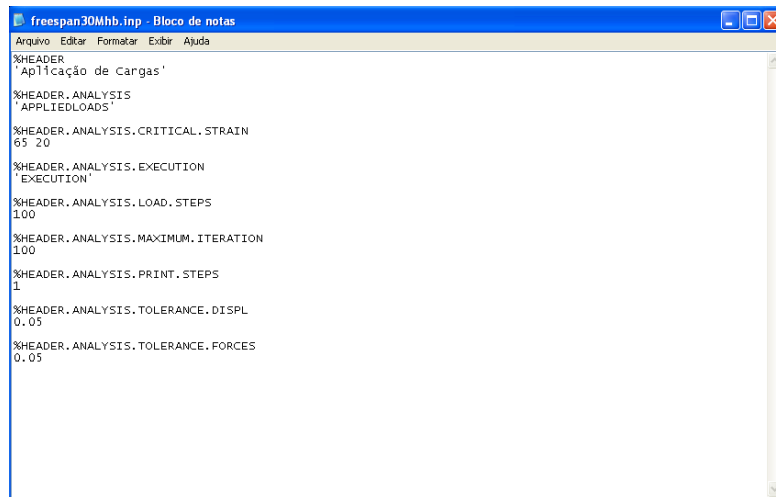 freespan30Mhb.inp - Bloco de notas
Arquivo Editar Formatar Exibir Ajuda
%HEADER
'Aplicação de Cargas'
%HEADER.ANALYSIS
'APPLIEDLOADS'
%HEADER.ANALYSIS.CRITICAL.STRAIN
65 20
%HEADER.ANALYSIS.EXECUTION
'EXECUTION'
%HEADER.ANALYSIS.LOAD.STEPS
100
%HEADER.ANALYSIS.MAXIMUM.ITERATION
100
%HEADER.ANALYSIS.PRINT.STEPS
1
%HEADER.ANALYSIS.TOLERANCE.DISPL
0.05
%HEADER.ANALYSIS.TOLERANCE.FORCES
0.05